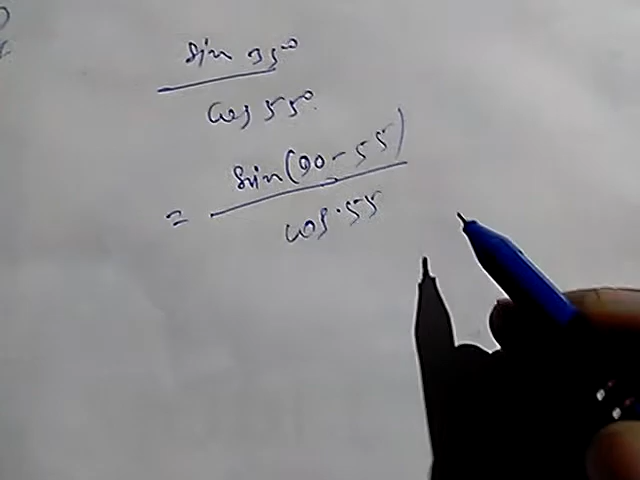 sin 35°
cos 55°.
sin(90-55)
=
cos.55